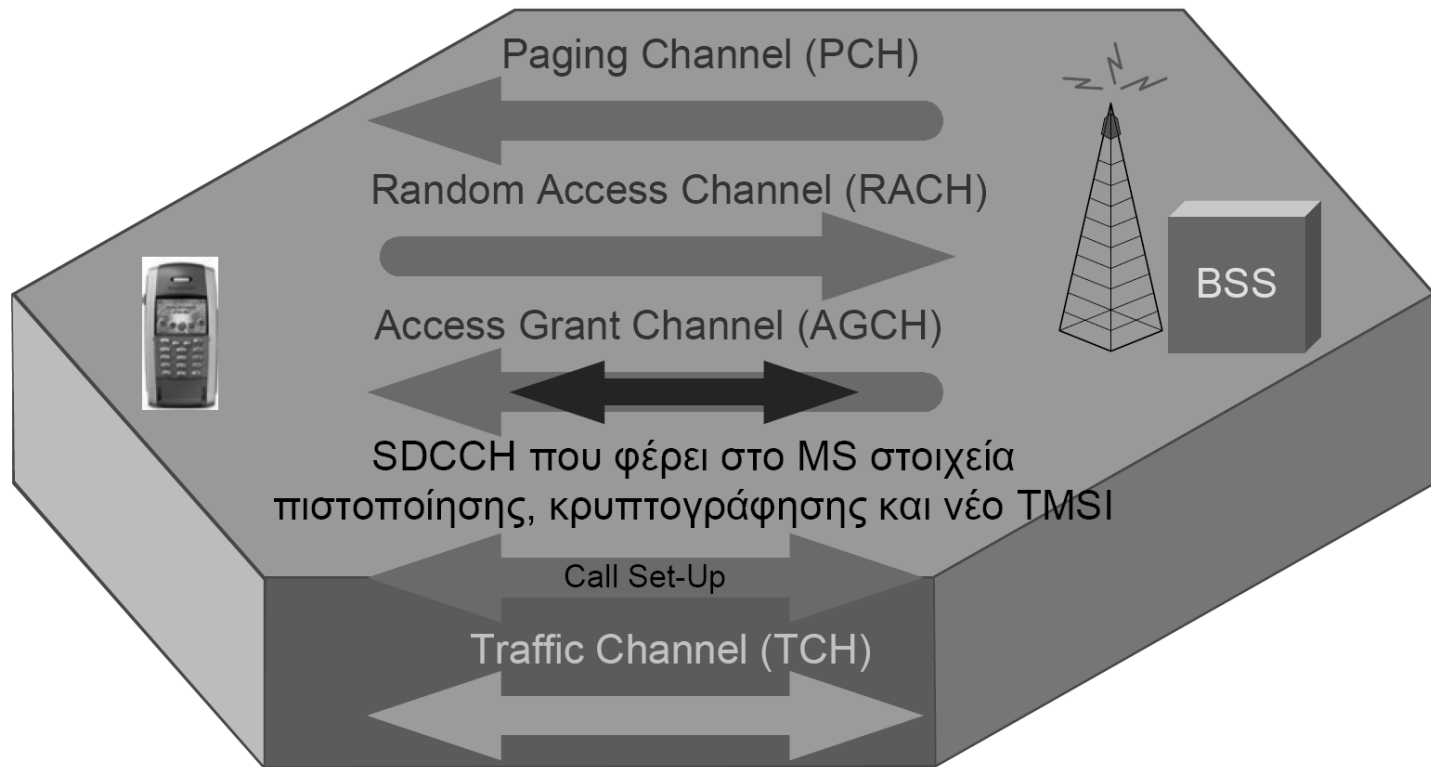 Paging Channel (PCH)
Random Access Channel (RACH)
BSS
Access Grant Channel (AGCH)
SDCCH που φέρει στο MS στοιχεία
πιστοποίησης, κρυπτογράφησης και νέο TMSI
Call Set-Up
Traffic Channel (TCH)